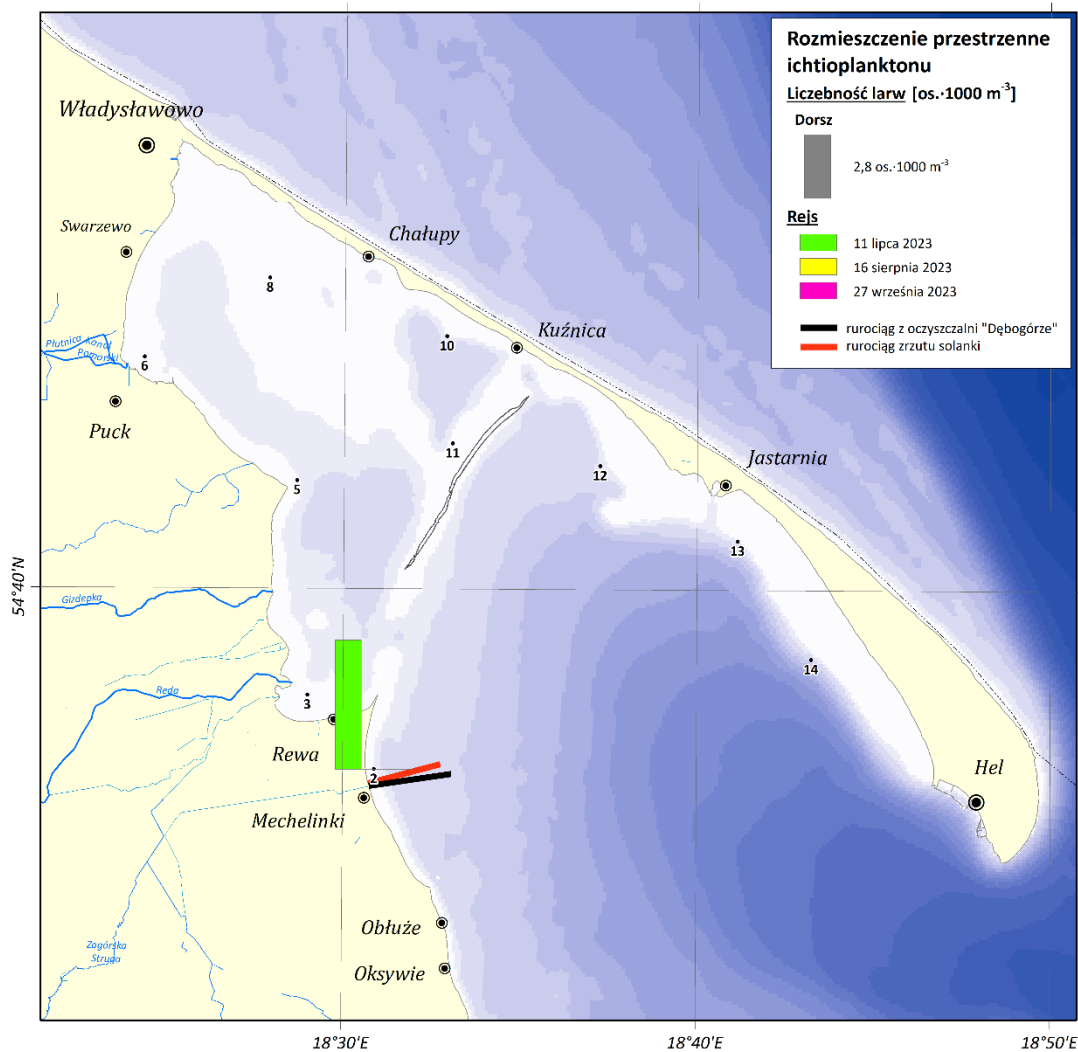 Rozmieszczenie przestrzenne
ichtioplanktonu
Liczebność larw [os.·1000 m⁻³]
Dorsz
2,8 os.·1000 m⁻³
Rejs
11 lipca 2023
16 sierpnia 2023
27 września 2023
rurociąg z oczyszczalni "Dębogórze"
rurociąg zrzutu solanki
Władysławowo
Swarzewo
Chałupy
8
Kuźnica
10
Płutnica
Kanał
Pomorski
6
Puck
11
Jastarnia
12
5
13
54°40'N
Gizdepka
14
Reda
3
Rewa
Hel
2
Mechelinki
Obłuże
Zagórska
Struga
Oksywie
18°30'E
18°40'E
18°50'E